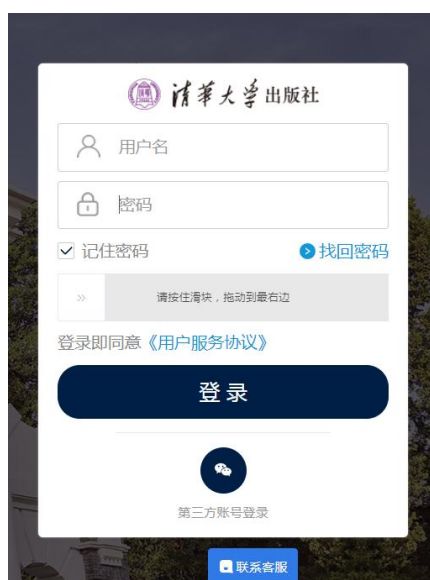 清華大學出版社
用户名
密码
记住密码 找回密码
请按住滑块，拖动到最右边
登录即同意《用户服务协议》
登录
第三方账号登录
联系客服